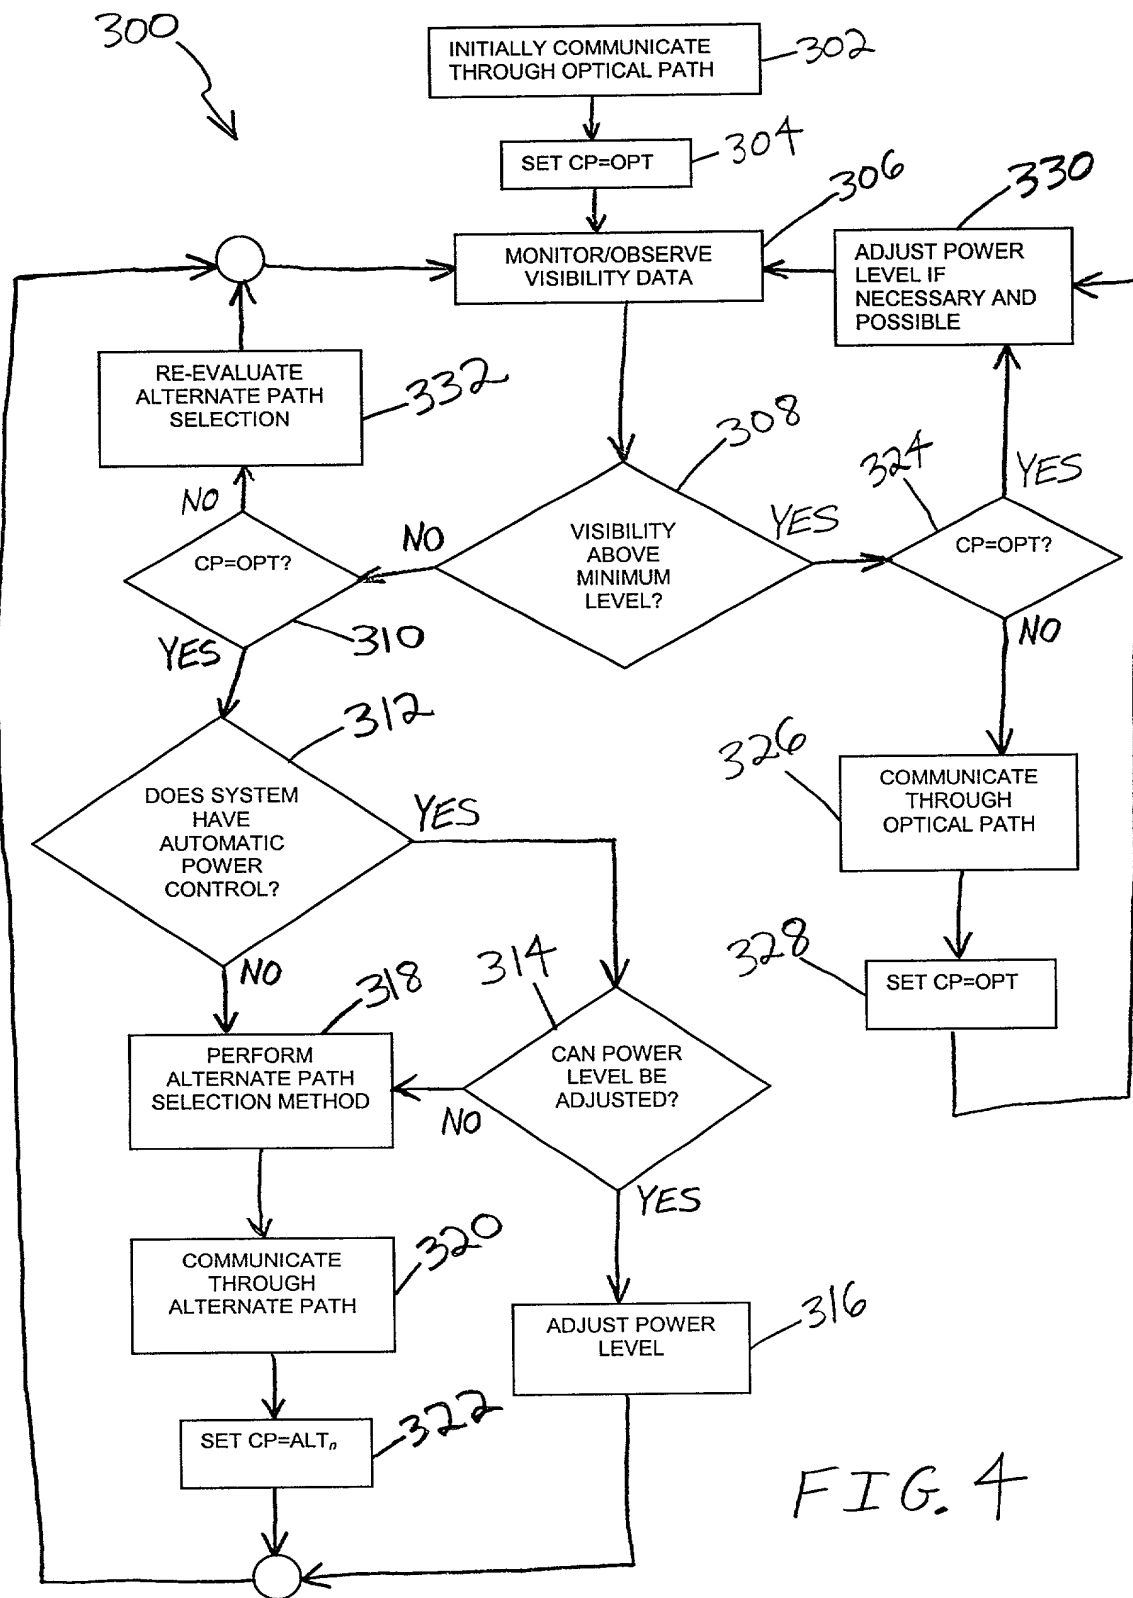 300
INITIALLY COMMUNICATE
THROUGH OPTICAL PATH
302
SET CP=OPT
304
306
330
MONITOR/OBSERVE
VISIBILITY DATA
ADJUST POWER
LEVEL IF
NECESSARY AND
POSSIBLE
RE-EVALUATE
ALTERNATE PATH
SELECTION
332
308
324
YES
NO
CP=OPT?
NO
VISIBILITY
ABOVE
MINIMUM
LEVEL?
YES
CP=OPT?
310
YES
NO
312
DOES SYSTEM
HAVE
AUTOMATIC
POWER
CONTROL?
YES
326
COMMUNICATE
THROUGH
OPTICAL PATH
NO
318
314
328
SET CP=OPT
PERFORM
ALTERNATE PATH
SELECTION METHOD
NO
CAN POWER
LEVEL BE
ADJUSTED?
YES
COMMUNICATE
THROUGH
ALTERNATE PATH
320
ADJUST POWER
LEVEL
316
SET CP=ALTn
322
FIG. 4